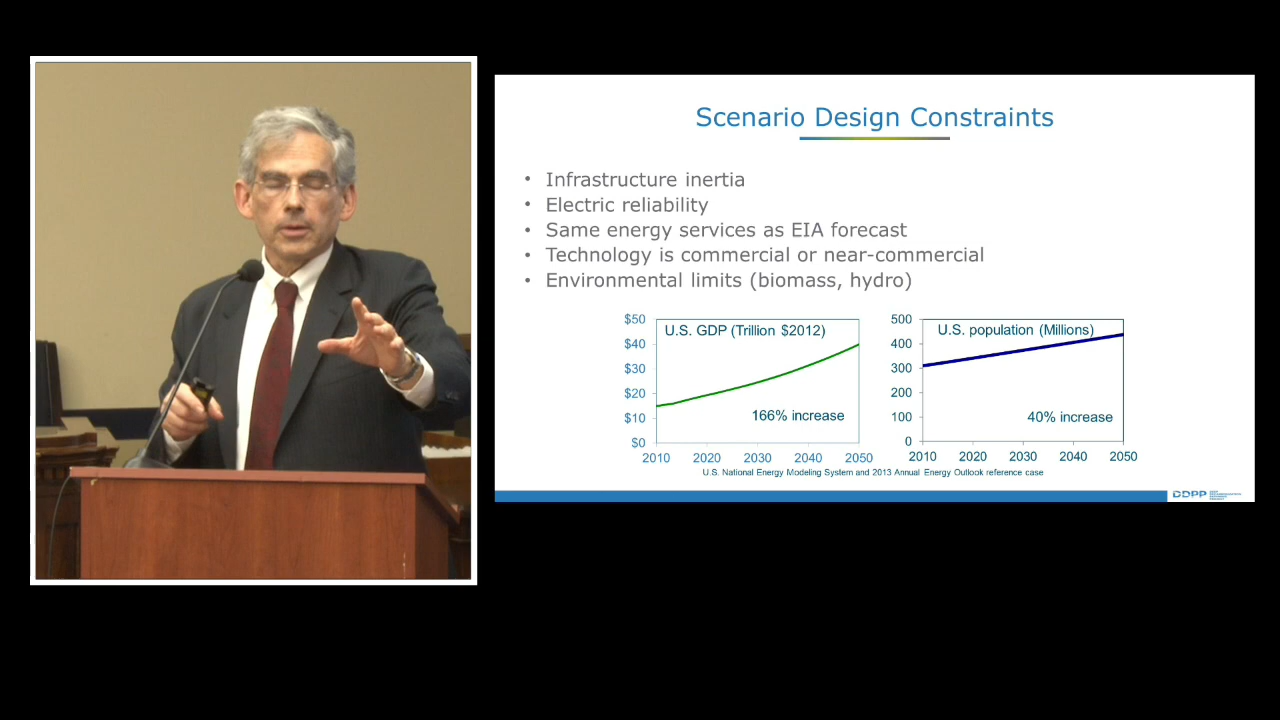 Scenario Design Constraints
• Infrastructure inertia
• Electric reliability
• Same energy services as EIA forecast
• Technology is commercial or near-commercial
• Environmental limits (biomass, hydro)
U.S. GDP (Trillion $2012)
$50
$40
$30
$20
$10
$0
166% increase
2010 2020 2030 2040 2050
U.S. population (Millions)
500
400
300
200
100
0
40% increase
2010 2020 2030 2040 2050
U.S. National Energy Modeling System and 2013 Annual Energy Outlook reference case
DDPP